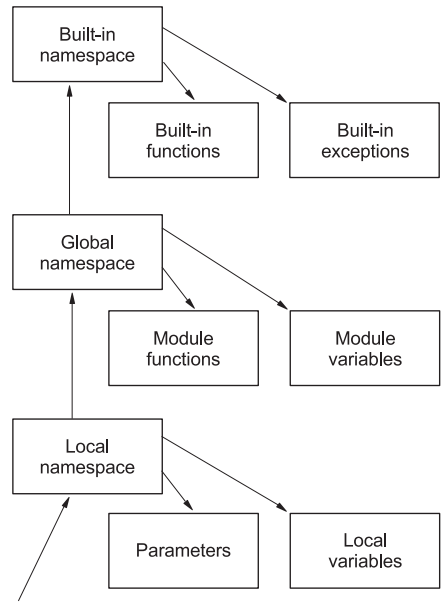 Built-in
namespace
Built-in
functions
Built-in
exceptions
Global
namespace
Module
functions
Module
variables
Local
namespace
Parameters
Local
variables